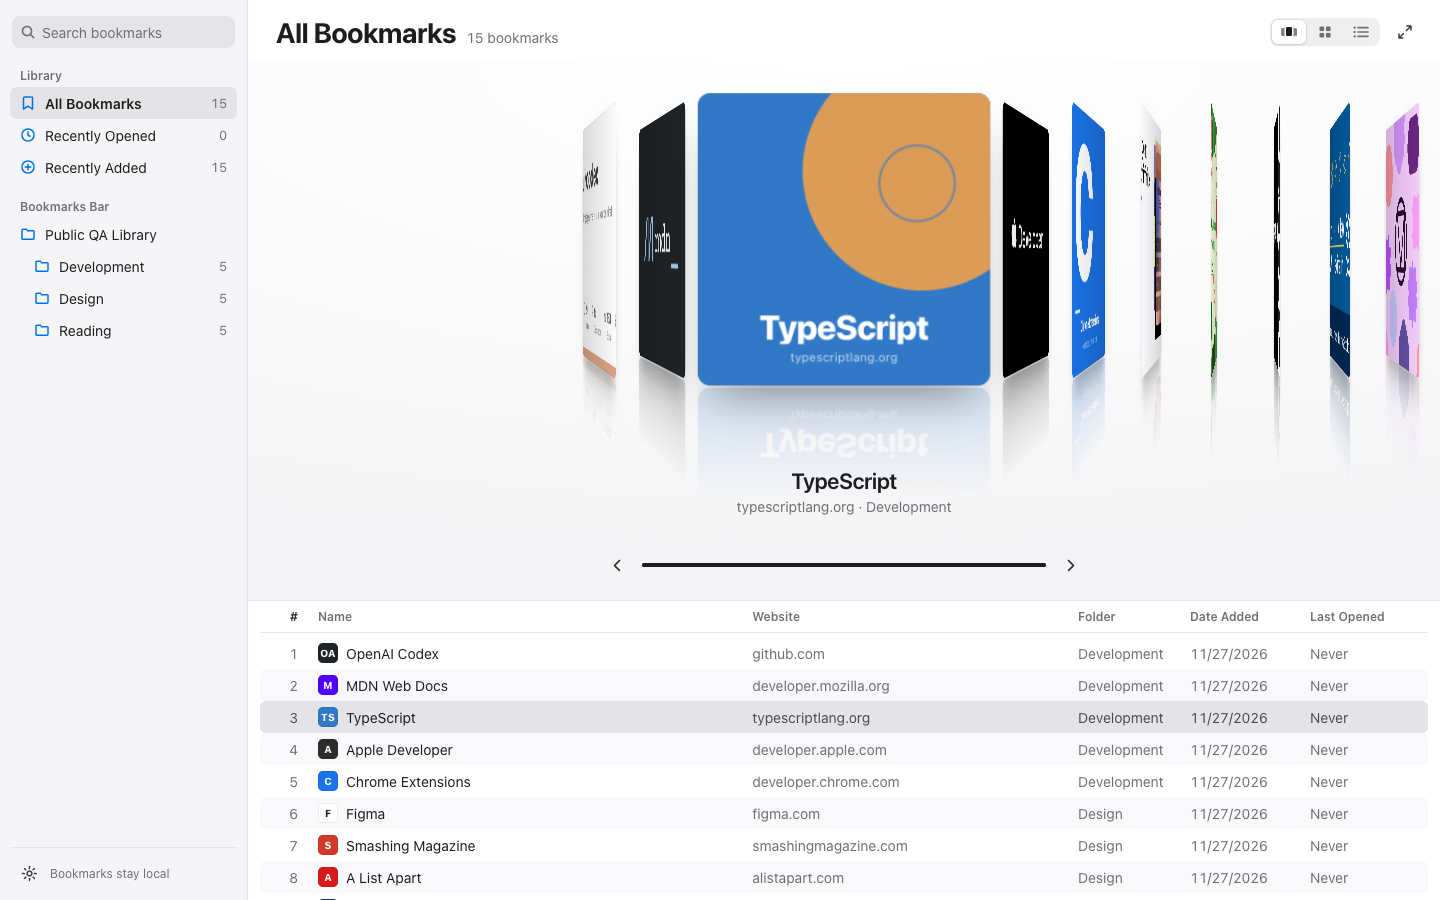 Search bookmarks
Library
All Bookmarks 15
Recently Opened 0
Recently Added 15
Bookmarks Bar
Public QA Library
Development 5
Design 5
Reading 5
Bookmarks stay local
All Bookmarks 15 bookmarks
mdn
TypeScript
typescriptlang.org
Developer
C
TypeScript
typescriptlang.org · Development
# Name Website Folder Date Added Last Opened
1 OA OpenAI Codex github.com Development 11/27/2026 Never
2 M MDN Web Docs developer.mozilla.org Development 11/27/2026 Never
3 TS TypeScript typescriptlang.org Development 11/27/2026 Never
4 A Apple Developer developer.apple.com Development 11/27/2026 Never
5 C Chrome Extensions developer.chrome.com Development 11/27/2026 Never
6 F Figma figma.com Design 11/27/2026 Never
7 S Smashing Magazine smashingmagazine.com Design 11/27/2026 Never
8 A A List Apart alistapart.com Design 11/27/2026 Never